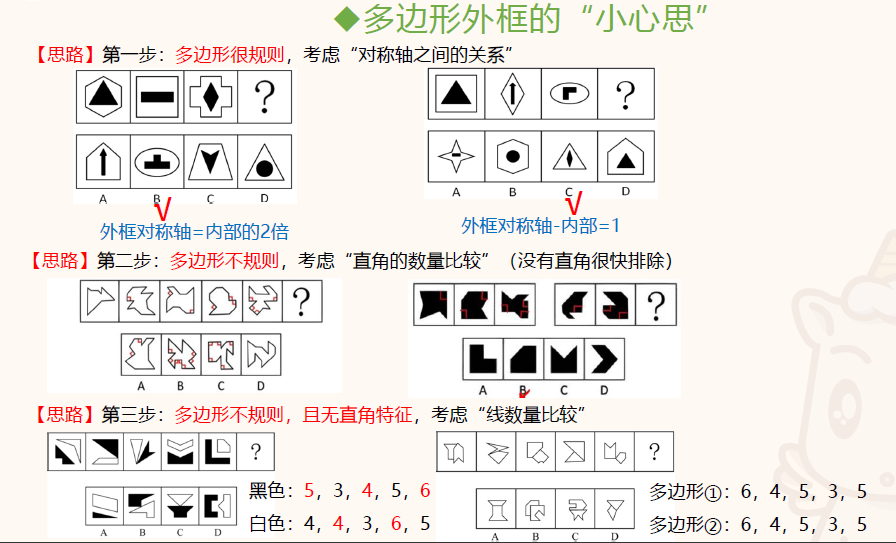 ◆多边形外框的“小心思”
【思路】第一步：多边形很规则，考虑“对称轴之间的关系”
?
?
A B C D
A B C D
√
√
外框对称轴=内部的2倍
外框对称轴-内部=1
【思路】第二步：多边形不规则，考虑“直角的数量比较”（没有直角很快排除）
?
?
A B C D
A B C D
【思路】第三步：多边形不规则，且无直角特征，考虑“线数量比较”
?
?
黑色：5，3，4，5，6
白色：4，4，3，6，5
多边形①：6，4，5，3，5
多边形②：6，4，5，3，5
A B C D
A B C D